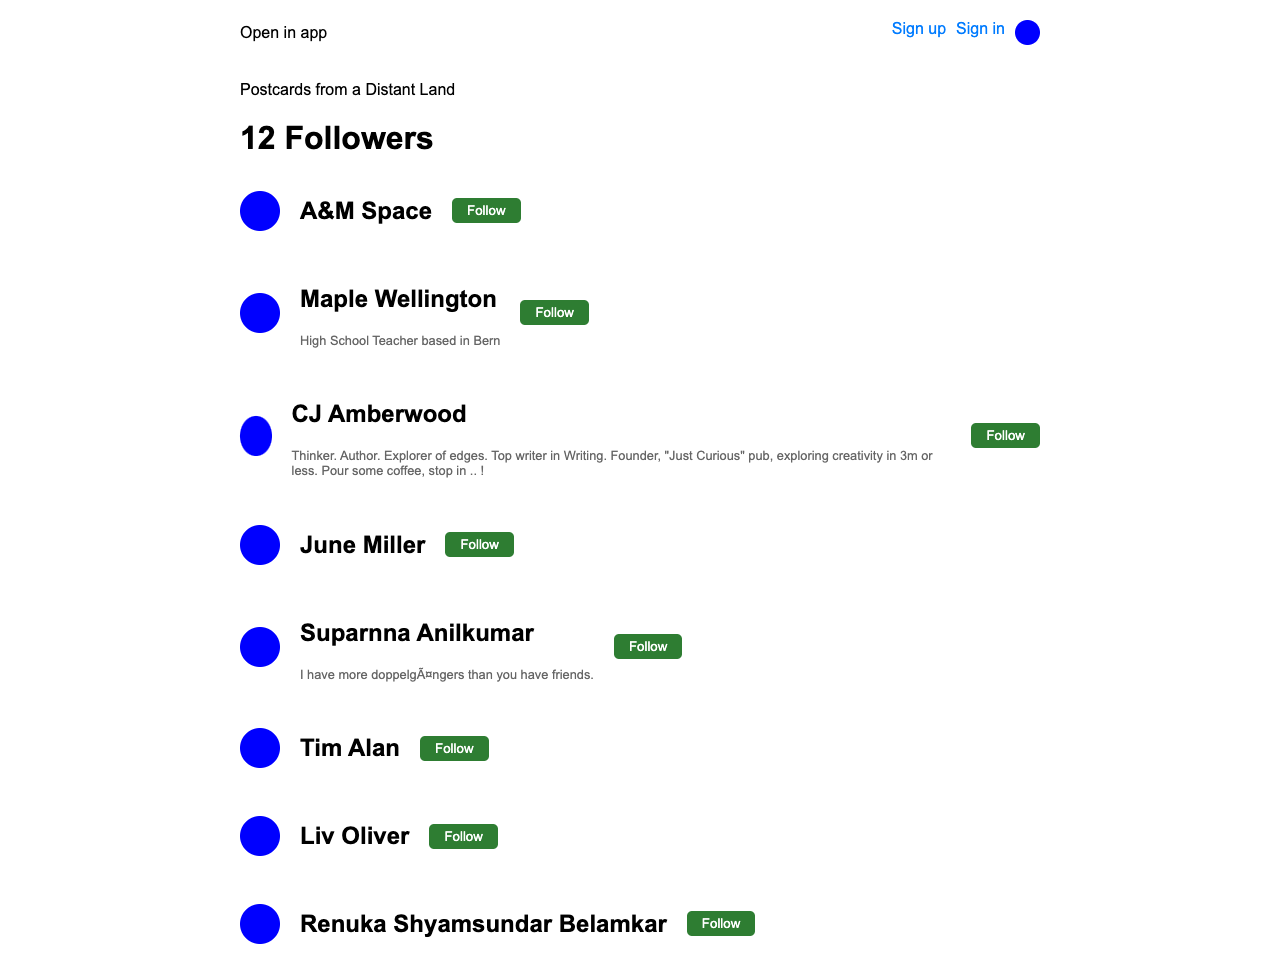 Open in app
Sign up Sign in
Postcards from a Distant Land
12 Followers
A&M Space
Follow
Maple Wellington
Follow
High School Teacher based in Bern
CJ Amberwood
Follow
Thinker. Author. Explorer of edges. Top writer in Writing. Founder, "Just Curious" pub, exploring creativity in 3m or
less. Pour some coffee, stop in .. !
June Miller
Follow
Suparnna Anilkumar
Follow
I have more doppelgÃ¤ngers than you have friends.
Tim Alan
Follow
Liv Oliver
Follow
Renuka Shyamsundar Belamkar
Follow